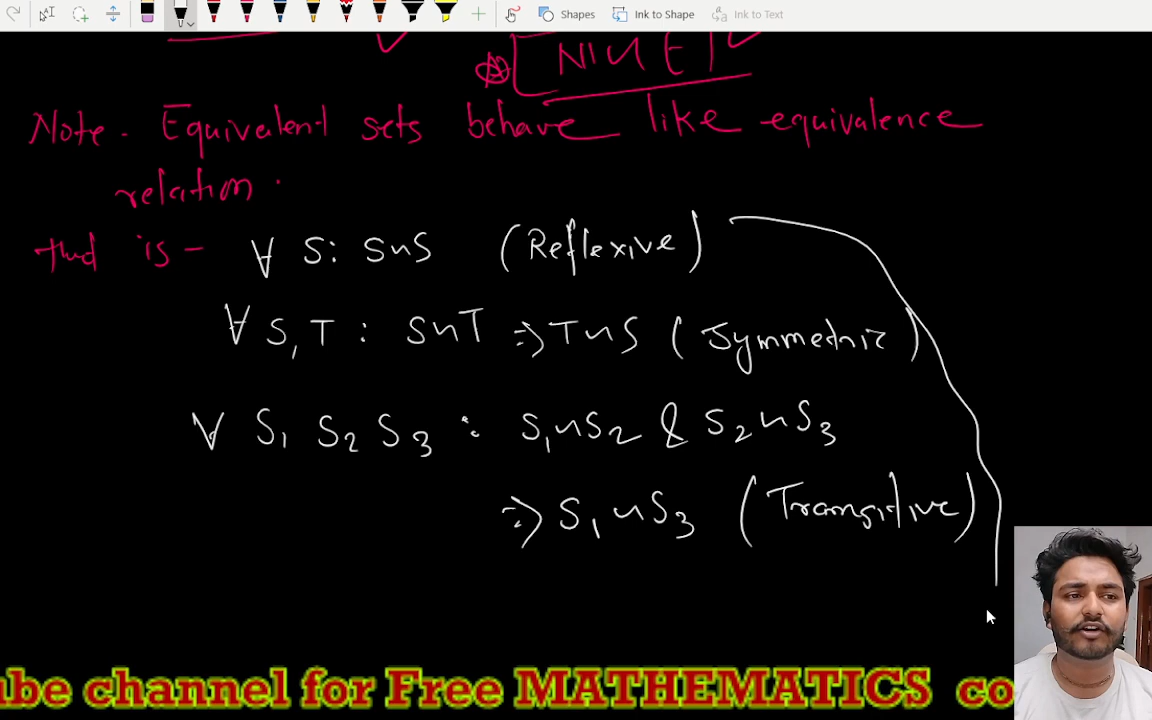 Shapes Ink to Shape Ink to Text
[N~E]
Note. Equivalent sets behave like equivalence
relation.
that is - ∀ S: S~S (Reflexive)
∀ S,T : S~T ⇒ T~S (Symmetric)
∀ S1 S2 S3 : S1~S2 & S2~S3
⇒ S1~S3 (Transitive)
ube channel for Free MATHEMATICS co